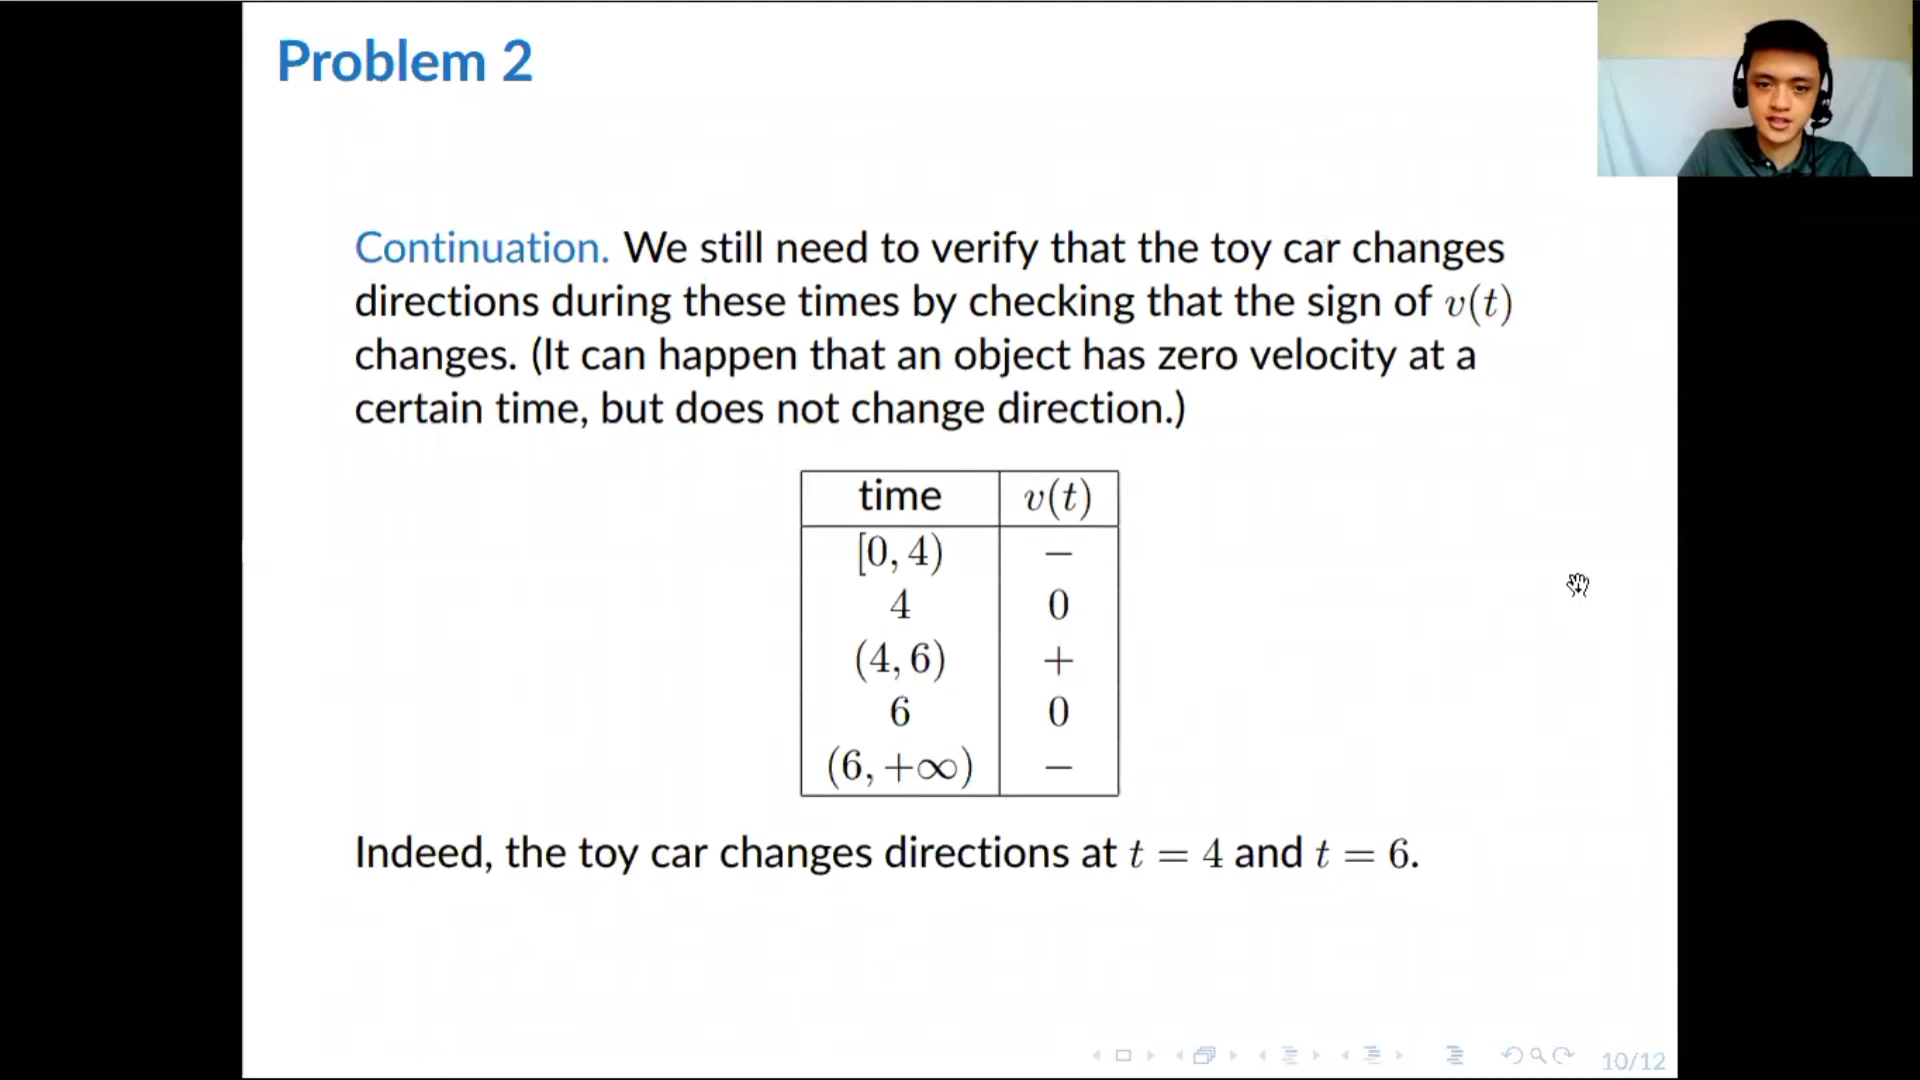 Problem 2
Continuation. We still need to verify that the toy car changes
directions during these times by checking that the sign of v(t)
changes. (It can happen that an object has zero velocity at a
certain time, but does not change direction.)
time v(t)
[0, 4) −
4 0
(4, 6) +
6 0
(6, +∞) −
Indeed, the toy car changes directions at t = 4 and t = 6.
10/12